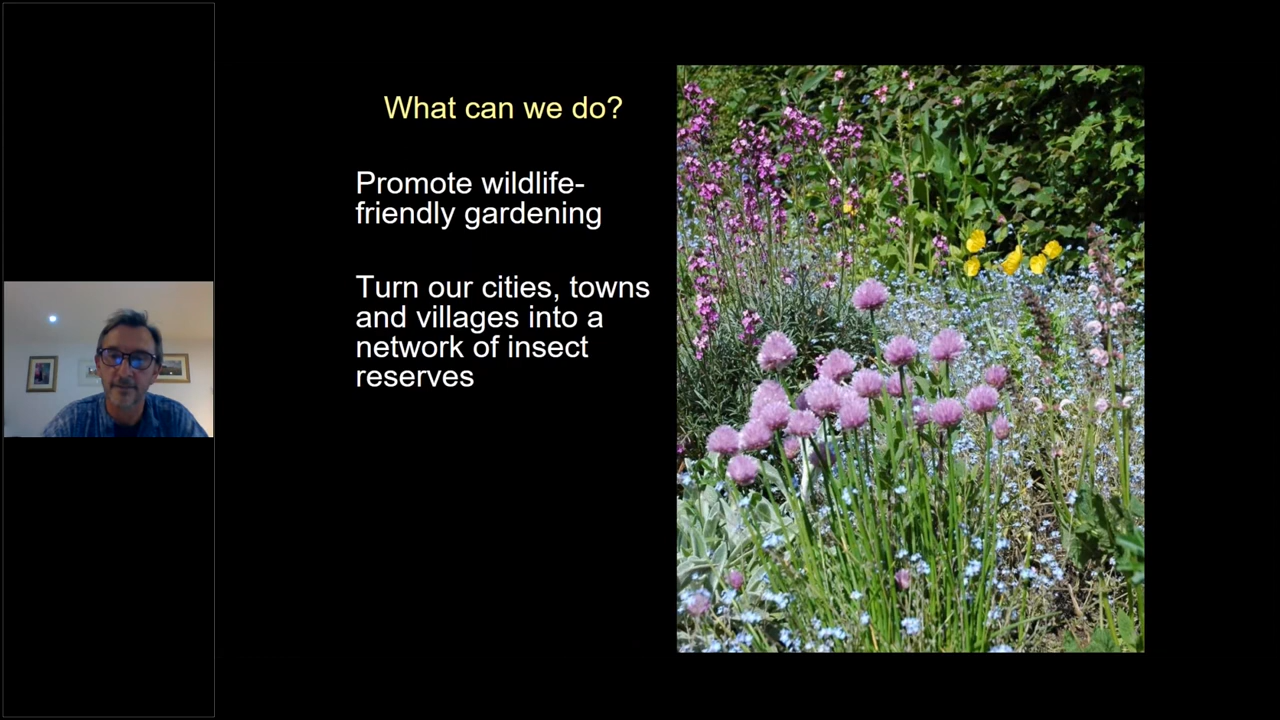 What can we do?
Promote wildlife-
friendly gardening
Turn our cities, towns
and villages into a
network of insect
reserves